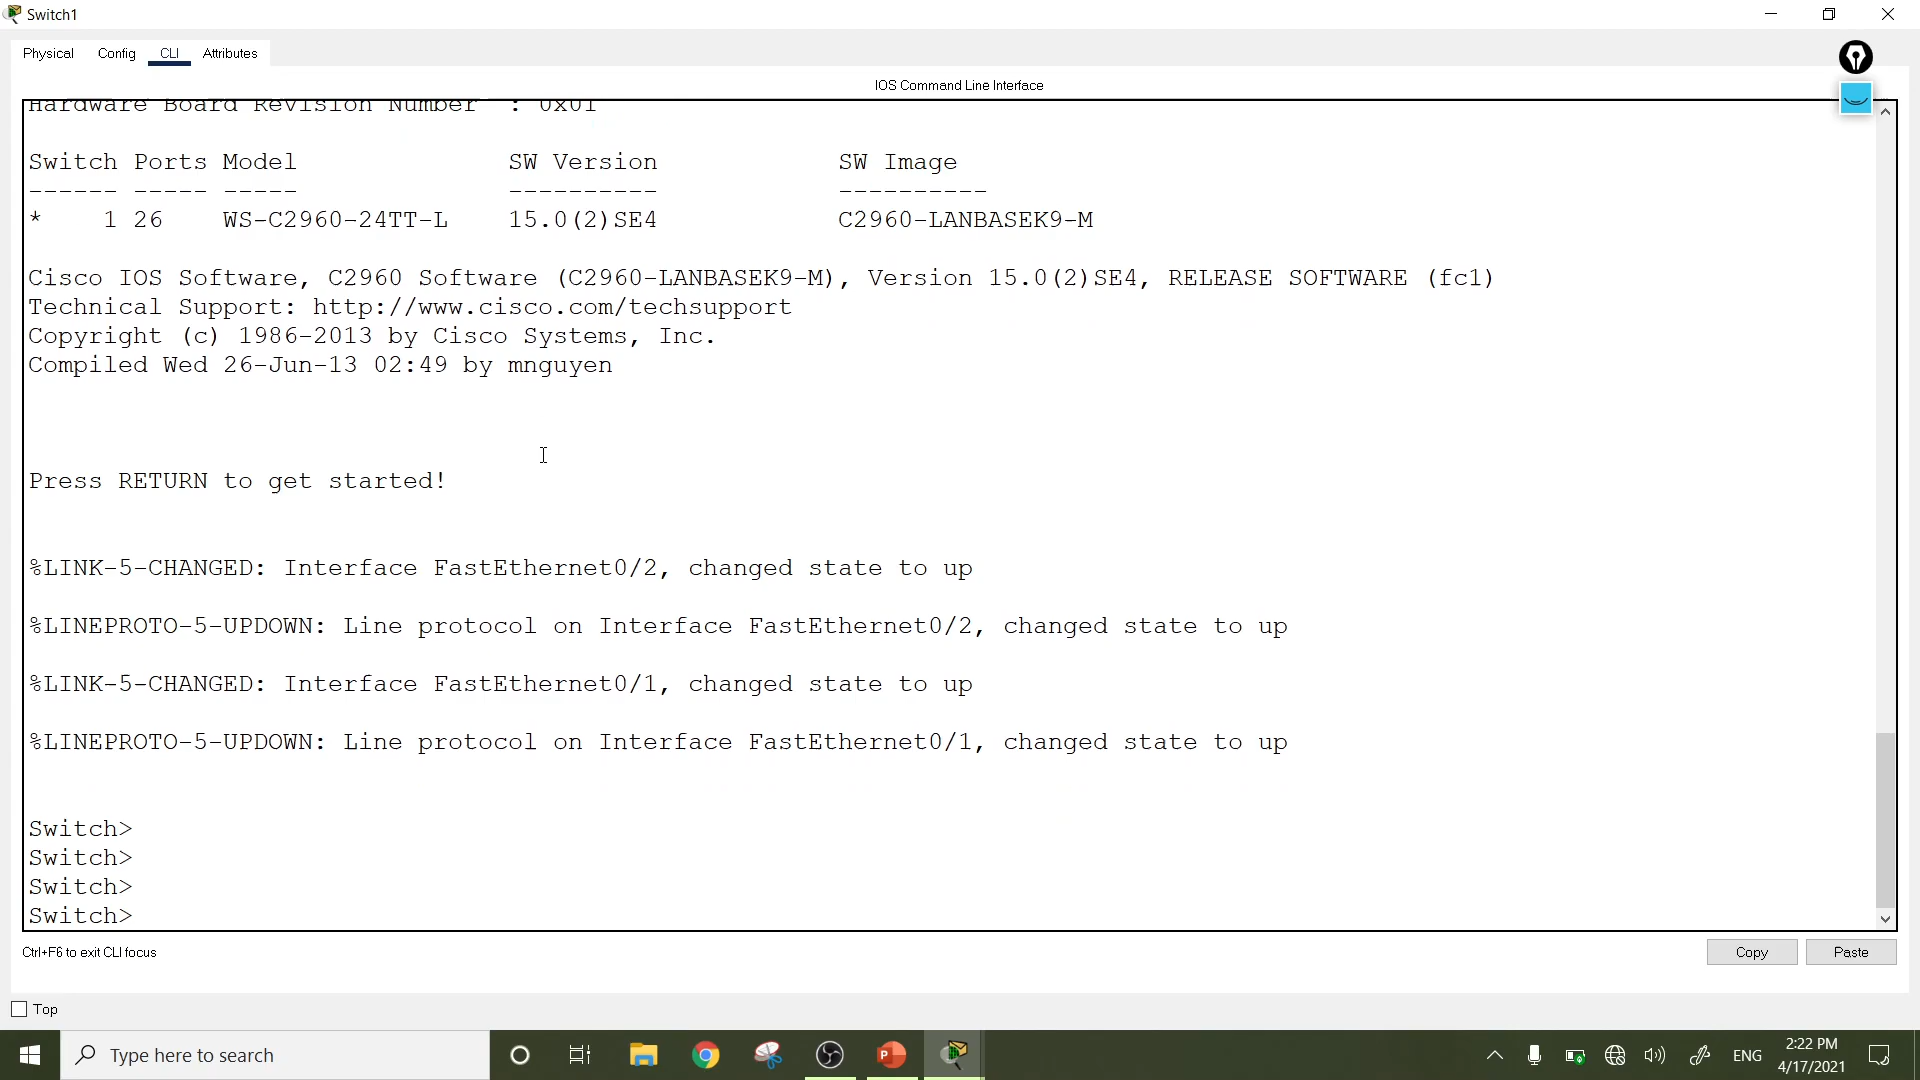 Switch1
Physical Config CLI Attributes
IOS Command Line Interface
Hardware Board Revision Number : 0x01
Switch Ports Model SW Version SW Image
------ ----- ----- ---------- ----------
* 1 26 WS-C2960-24TT-L 15.0(2)SE4 C2960-LANBASEK9-M
Cisco IOS Software, C2960 Software (C2960-LANBASEK9-M), Version 15.0(2)SE4, RELEASE SOFTWARE (fc1)
Technical Support: http://www.cisco.com/techsupport
Copyright (c) 1986-2013 by Cisco Systems, Inc.
Compiled Wed 26-Jun-13 02:49 by mnguyen
Press RETURN to get started!
%LINK-5-CHANGED: Interface FastEthernet0/2, changed state to up
%LINEPROTO-5-UPDOWN: Line protocol on Interface FastEthernet0/2, changed state to up
%LINK-5-CHANGED: Interface FastEthernet0/1, changed state to up
%LINEPROTO-5-UPDOWN: Line protocol on Interface FastEthernet0/1, changed state to up
Switch>
Switch>
Switch>
Switch>
Ctrl+F6 to exit CLI focus
Copy Paste
Top
Type here to search
ENG
2:22 PM
4/17/2021